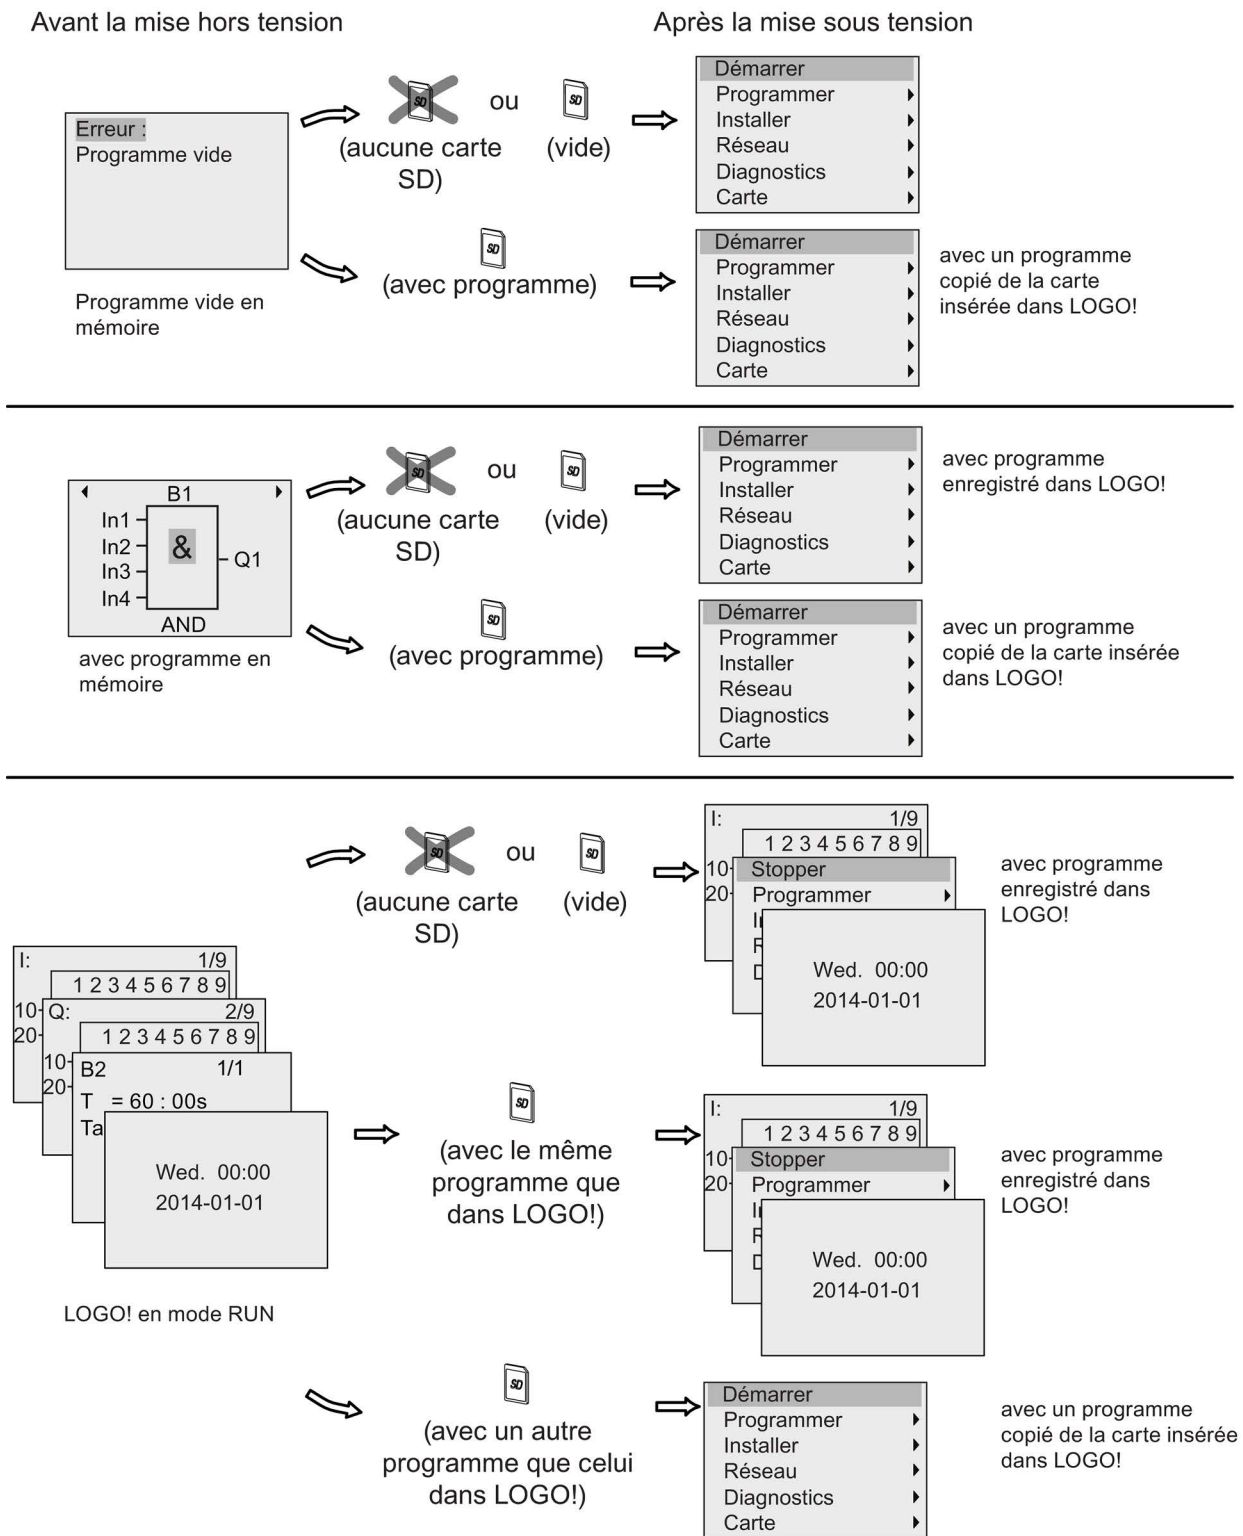 Avant la mise hors tension
Après la mise sous tension
Erreur :
Programme vide
Programme vide en
mémoire
SD
ou
SD
(aucune carte
SD)
(vide)
Démarrer
Programmer
Installer
Réseau
Diagnostics
Carte
SD
(avec programme)
Démarrer
Programmer
Installer
Réseau
Diagnostics
Carte
avec un programme
copié de la carte
insérée dans LOGO!
B1
In1
In2
In3
In4
&
Q1
AND
avec programme en
mémoire
SD
ou
SD
(aucune carte
SD)
(vide)
Démarrer
Programmer
Installer
Réseau
Diagnostics
Carte
avec programme
enregistré dans LOGO!
SD
(avec programme)
Démarrer
Programmer
Installer
Réseau
Diagnostics
Carte
avec un programme
copié de la carte insérée
dans LOGO!
I: 1/9
1 2 3 4 5 6 7 8 9
10
20
Q: 2/9
1 2 3 4 5 6 7 8 9
10
20
B2 1/1
T = 60 : 00s
Ta
Wed. 00:00
2014-01-01
LOGO! en mode RUN
SD
ou
SD
(aucune carte
SD)
(vide)
I: 1/9
1 2 3 4 5 6 7 8 9
10
20
Stopper
Programmer
Wed. 00:00
2014-01-01
avec programme
enregistré dans
LOGO!
SD
(avec le même
programme que
dans LOGO!)
I: 1/9
1 2 3 4 5 6 7 8 9
10
20
Stopper
Programmer
Wed. 00:00
2014-01-01
avec programme
enregistré dans
LOGO!
SD
(avec un autre
programme que celui
dans LOGO!)
Démarrer
Programmer
Installer
Réseau
Diagnostics
Carte
avec un programme
copié de la carte insérée
dans LOGO!